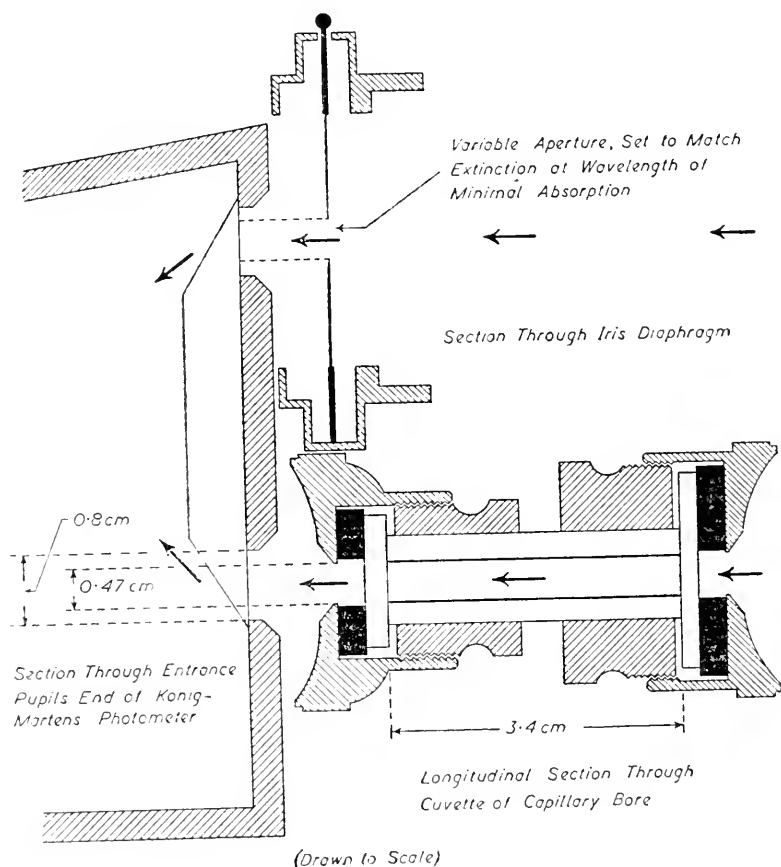 Variable Aperture, Set to Match
Extinction at Wavelength of
Minimal Absorption
Section Through Iris Diaphragm
0·8 cm
0·47 cm
Section Through Entrance
Pupils End of Konig-
Martens Photometer
3·4 cm
Longitudinal Section Through
Cuvette of Capillary Bore
(Drawn to Scale)